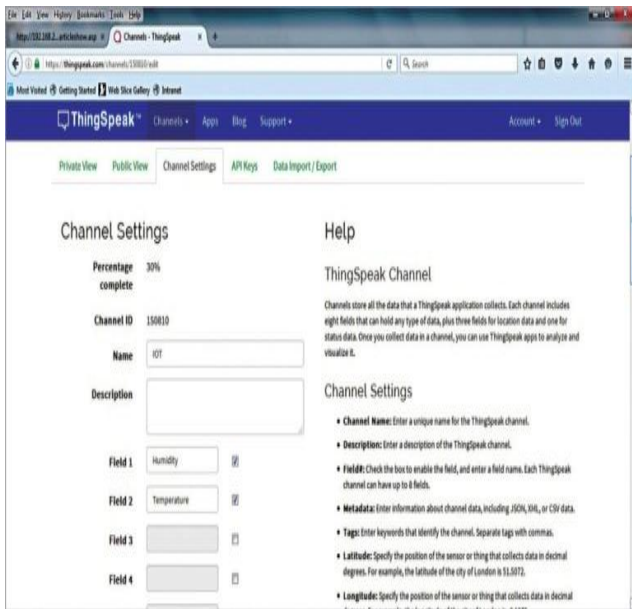 File Edit View History Bookmarks Tools Help
Channels - ThingSpeak
https://thingspeak.com/channels/150810/edit
Search
Most Visited Getting Started Web Slice Gallery Intranet
ThingSpeak™ Channels Apps Blog Support Account Sign Out
Private View Public View Channel Settings API Keys Data Import / Export
Channel Settings
Percentage complete 30%
Channel ID 150810
Name IOT
Description
Field 1 Humidity
Field 2 Temperature
Field 3
Field 4
Help
ThingSpeak Channel
Channels store all the data that a ThingSpeak application collects. Each channel includes
eight fields that can hold any type of data, plus three fields for location data and one for
status data. Once you collect data in a channel, you can use ThingSpeak apps to analyze and
visualize it.
Channel Settings
• Channel Name: Enter a unique name for the ThingSpeak channel.
• Description: Enter a description of the ThingSpeak channel.
• Field#: Check the box to enable the field, and enter a field name. Each ThingSpeak
channel can have up to 8 fields.
• Metadata: Enter information about channel data, including JSON, XML, or CSV data.
• Tags: Enter keywords that identify the channel. Separate tags with commas.
• Latitude: Specify the position of the sensor or thing that collects data in decimal
degrees. For example, the latitude of the city of London is 51.5072.
• Longitude: Specify the position of the sensor or thing that collects data in decimal